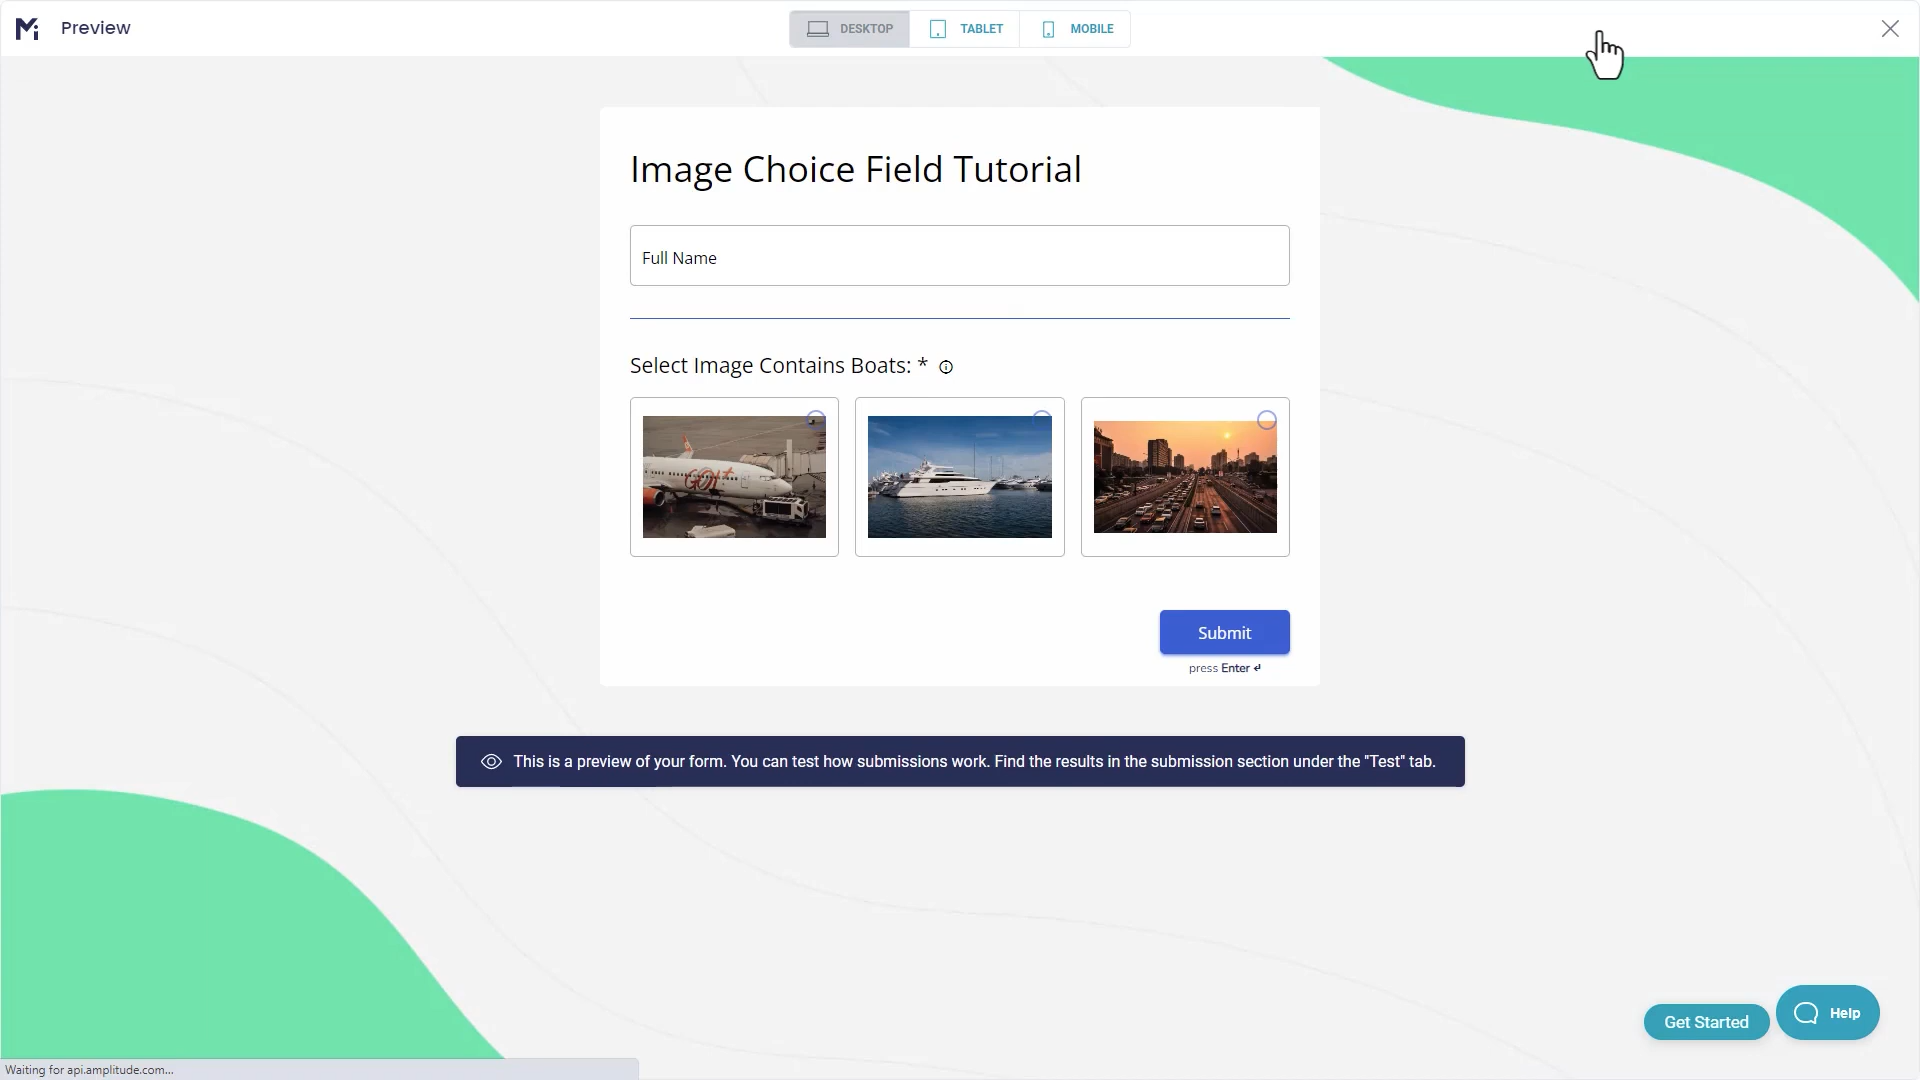 Preview
DESKTOP
TABLET
MOBILE
Image Choice Field Tutorial
Full Name
Select Image Contains Boats: *
GOL
Submit
press Enter ↵
This is a preview of your form. You can test how submissions work. Find the results in the submission section under the "Test" tab.
Get Started
Help
Waiting for api.amplitude.com...